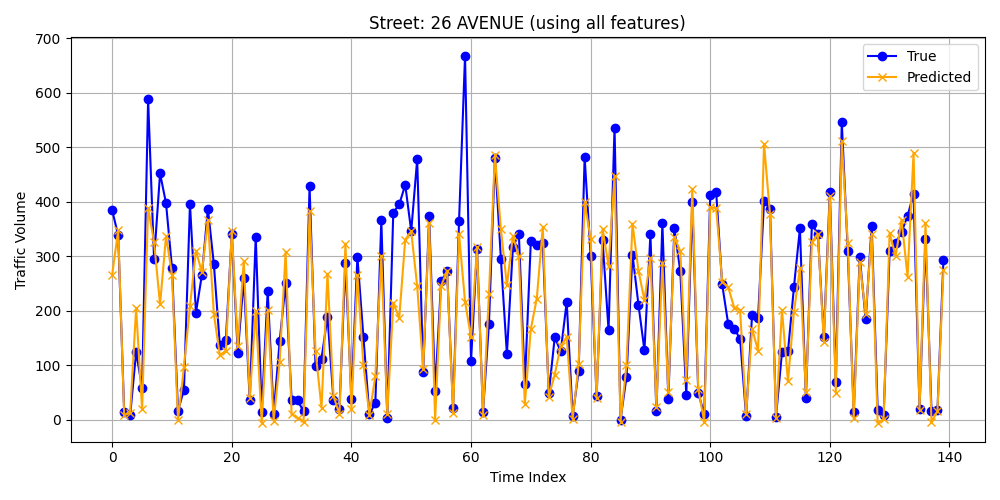 Street: 26 AVENUE (using all features)
True
Predicted
Traffic Volume
700
600
500
400
300
200
100
0
0 20 40 60 80 100 120 140
Time Index